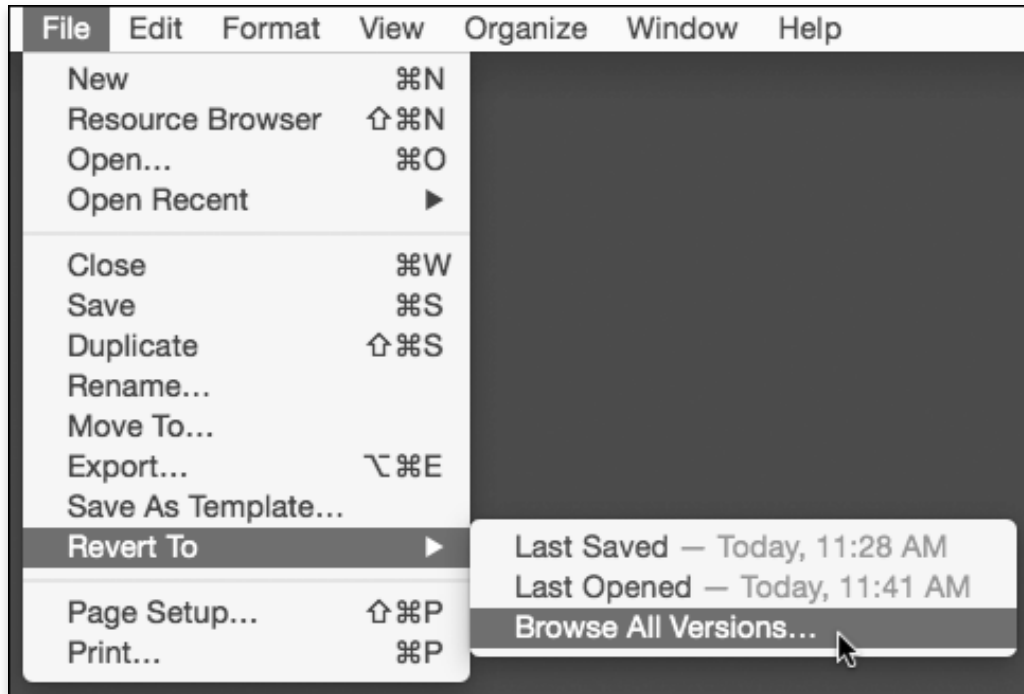 File Edit Format View Organize Window Help
New ⌘N
Resource Browser ⇧⌘N
Open... ⌘O
Open Recent ▶
Close ⌘W
Save ⌘S
Duplicate ⇧⌘S
Rename...
Move To...
Export... ⌥⌘E
Save As Template...
Revert To ▶
Last Saved — Today, 11:28 AM
Last Opened — Today, 11:41 AM
Browse All Versions...
Page Setup... ⇧⌘P
Print... ⌘P